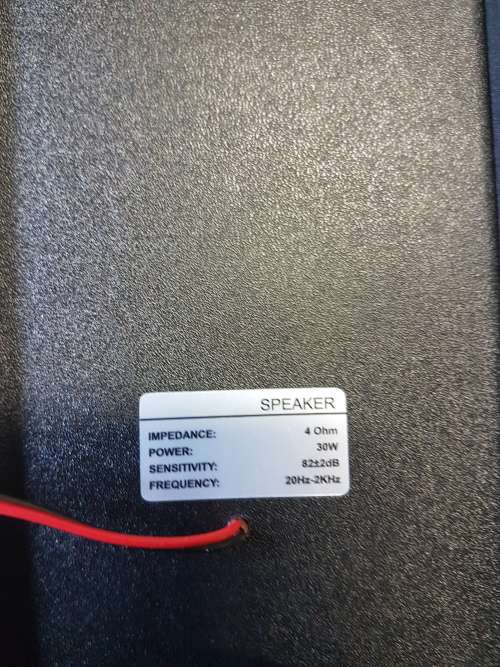 SPEAKER
IMPEDANCE: 4 Ohm
POWER: 30W
SENSITIVITY: 82±2dB
FREQUENCY: 20Hz-2KHz